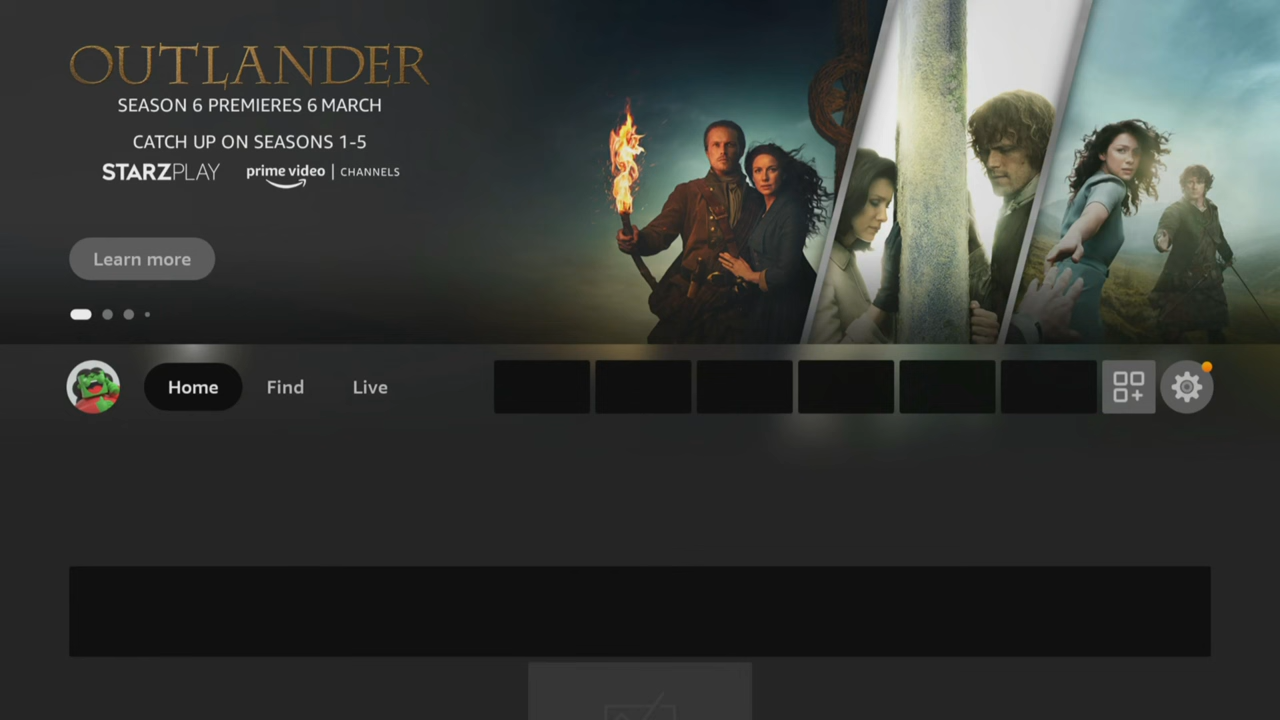 OUTLANDER
SEASON 6 PREMIERES 6 MARCH
CATCH UP ON SEASONS 1-5
STARZPLAY prime video | CHANNELS
Learn more
Home Find Live